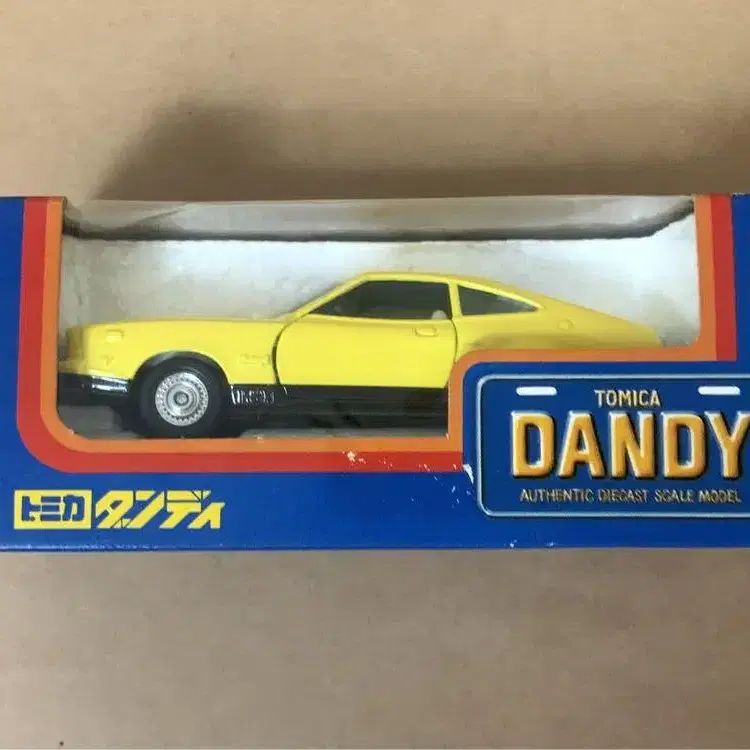 TOMICA
DANDY
AUTHENTIC DIECAST SCALE MODEL
トミカ ダンディ